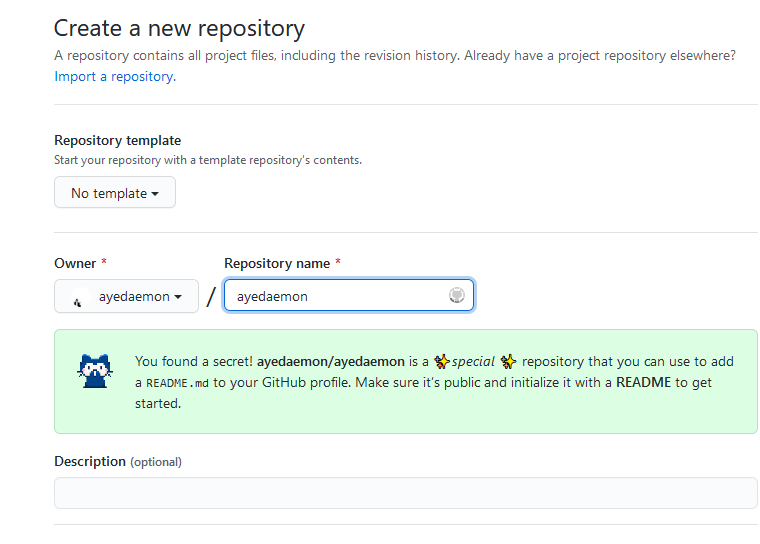 Create a new repository
A repository contains all project files, including the revision history. Already have a project repository elsewhere?
Import a repository.
Repository template
Start your repository with a template repository's contents.
No template
Owner * Repository name *
ayedaemon / ayedaemon
You found a secret! ayedaemon/ayedaemon is a ✨special ✨ repository that you can use to add
a README.md to your GitHub profile. Make sure it's public and initialize it with a README to get
started.
Description (optional)